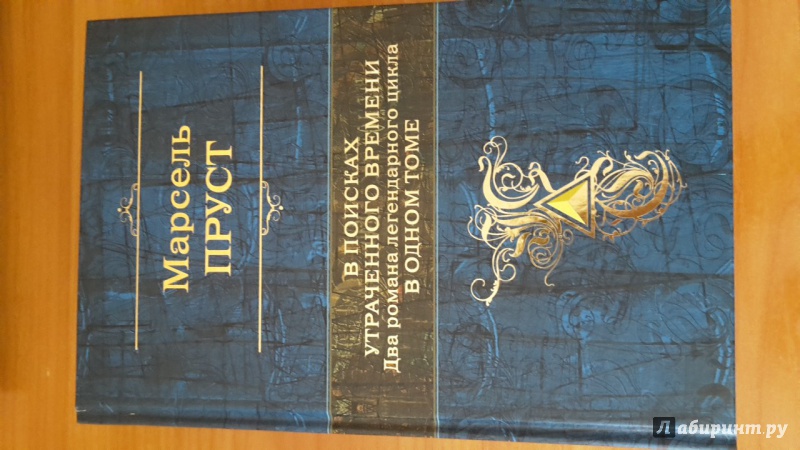 Марсель
ПРУСТ
В ПОИСКАХ
УТРАЧЕННОГО ВРЕМЕНИ
Два романа легендарного цикла
В ОДНОМ ТОМЕ
Лабиринт.ру